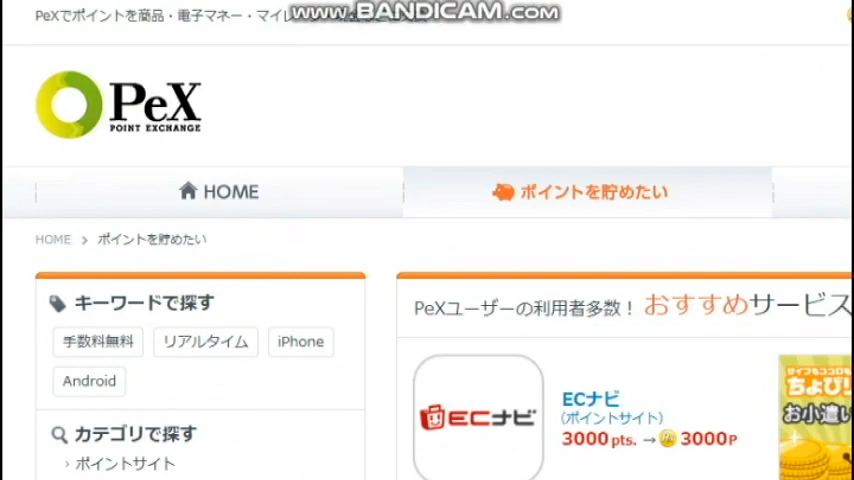 PeXでポイントを商品・電子マネー・マイレ
www.BANDICAM.com
PeX
POINT EXCHANGE
HOME
ポイントを貯めたい
HOME > ポイントを貯めたい
キーワードで探す
手数料無料 リアルタイム iPhone
Android
カテゴリで探す
› ポイントサイト
PeXユーザーの利用者多数！ おすすめサービス
ECナビ
ECナビ
(ポイントサイト)
3000 pts. → 3000P
ちょびリ
お小遣い